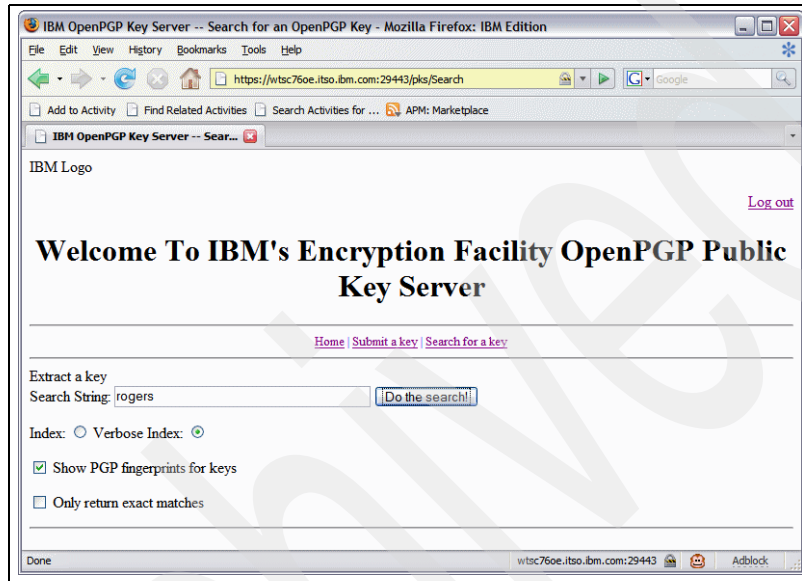 IBM OpenPGP Key Server -- Search for an OpenPGP Key - Mozilla Firefox: IBM Edition
File Edit View History Bookmarks Tools Help
https://wtsc76oe.itso.ibm.com:29443/pks/Search
G Google
Add to Activity Find Related Activities Search Activities for ... APM: Marketplace
IBM OpenPGP Key Server -- Sear...
IBM Logo
Log out
Welcome To IBM's Encryption Facility OpenPGP Public
Key Server
Home | Submit a key | Search for a key
Extract a key
Search String: rogers Do the search!
Index: Verbose Index:
Show PGP fingerprints for keys
Only return exact matches
Done wtsc76oe.itso.ibm.com:29443 Adblock